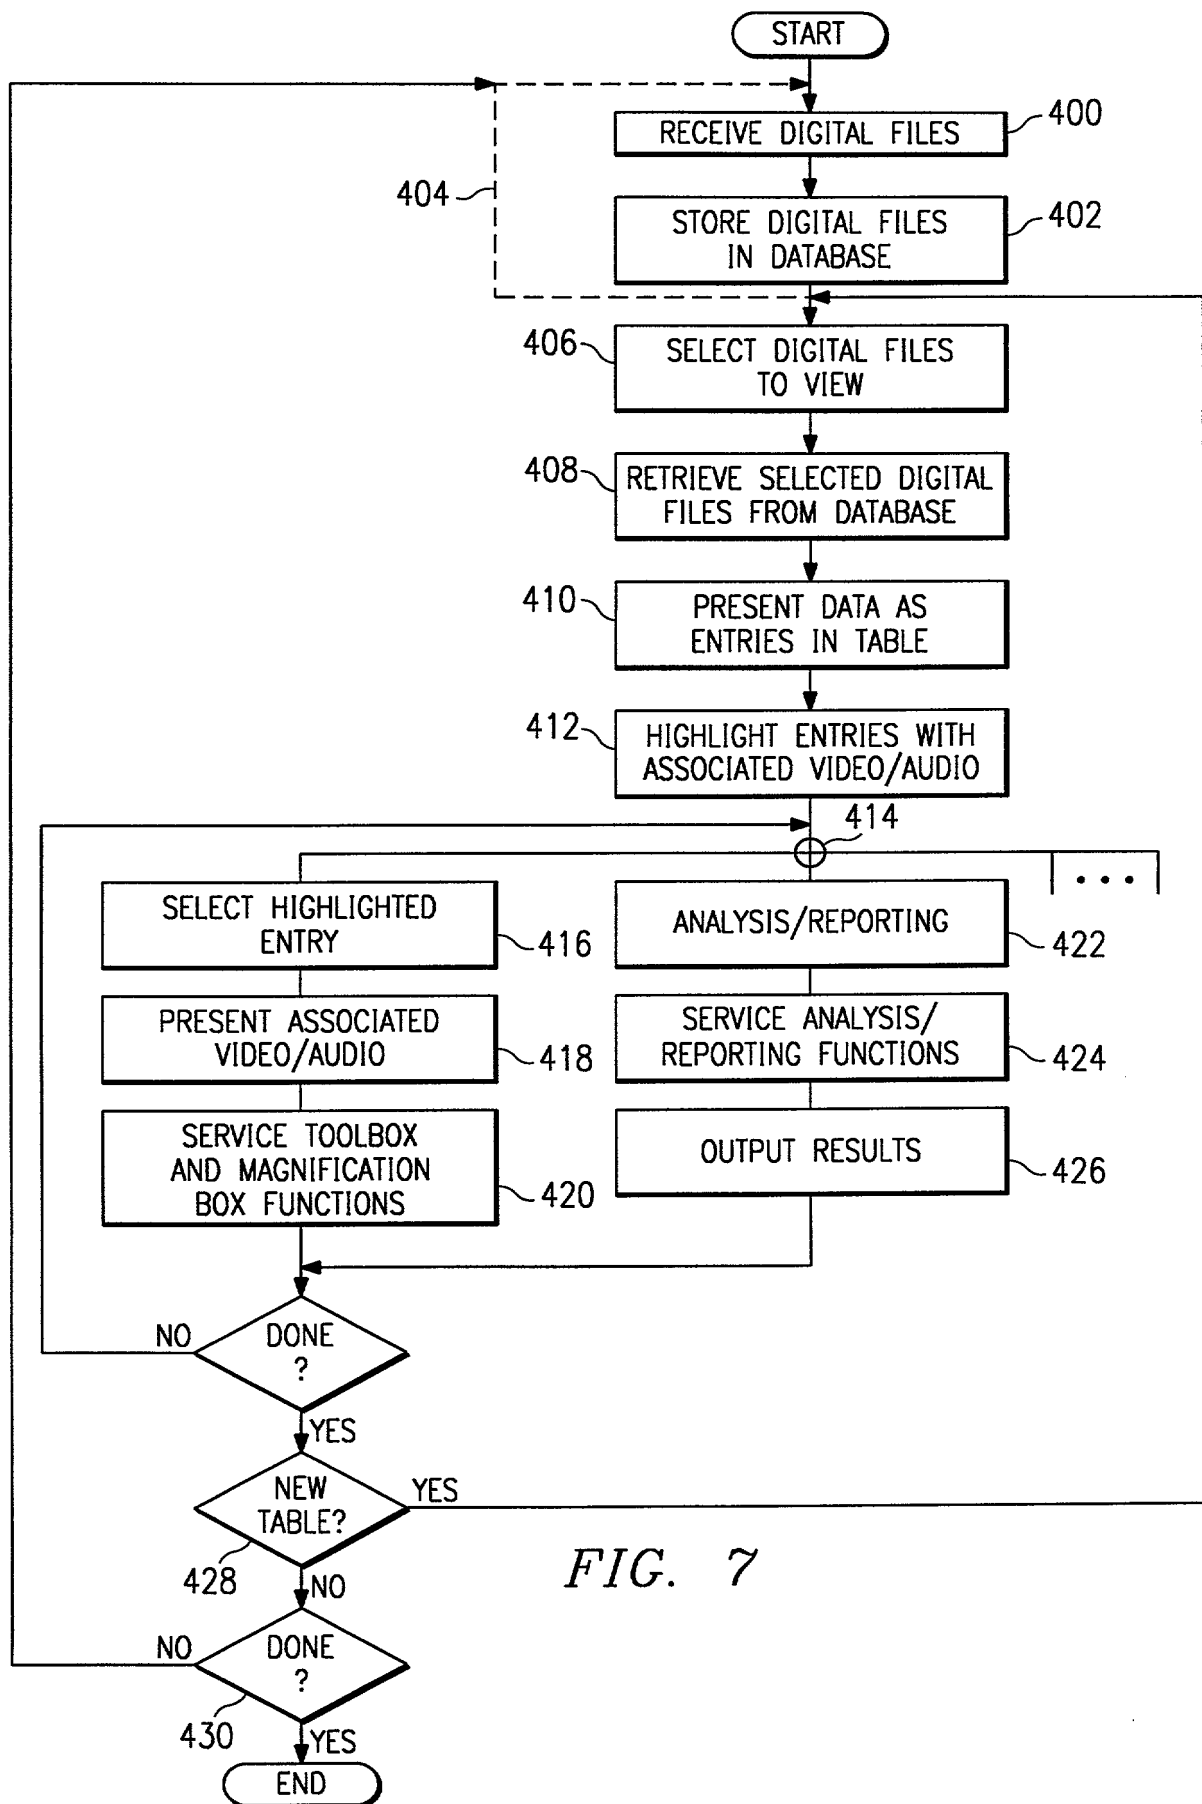 START
RECEIVE DIGITAL FILES
400
404
STORE DIGITAL FILES
IN DATABASE
402
406
SELECT DIGITAL FILES
TO VIEW
408
RETRIEVE SELECTED DIGITAL
FILES FROM DATABASE
410
PRESENT DATA AS
ENTRIES IN TABLE
412
HIGHLIGHT ENTRIES WITH
ASSOCIATED VIDEO/AUDIO
414
SELECT HIGHLIGHTED
ENTRY
416
ANALYSIS/REPORTING
422
• • •
PRESENT ASSOCIATED
VIDEO/AUDIO
418
SERVICE ANALYSIS/
REPORTING FUNCTIONS
424
SERVICE TOOLBOX
AND MAGNIFICATION
BOX FUNCTIONS
420
OUTPUT RESULTS
426
NO
DONE
?
YES
NEW
TABLE?
YES
428
NO
FIG. 7
NO
DONE
?
430
YES
END